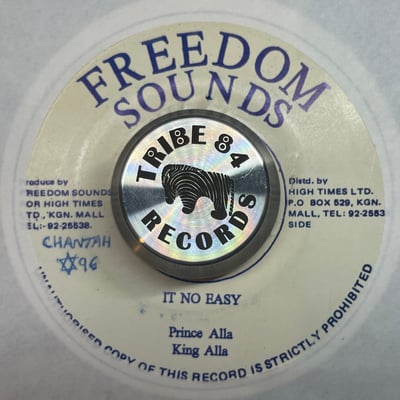 FREEDOM
SOUNDS
TRIBE 84
RECORDS
roduce by
REEDOM SOUNDS
OR HIGH TIMES
TD., KGN. MALL
EL:- 92-25538.
CHANTAH
96
Distd. by
HIGH TIMES LTD.
P.O BOX 529, KGN.
MALL, TEL: 92-2553
SIDE
IT NO EASY
Prince Alla
King Alla
UNAUTHORISED COPY OF THIS RECORD IS STRICTLY PROHIBITED